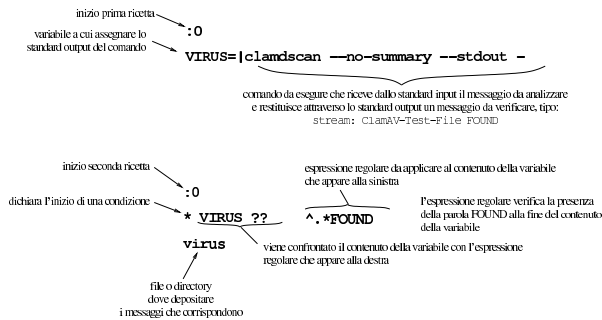 inizio prima ricetta
:0
variabile a cui assegnare lo
standard output del comando
VIRUS=|clamdscan --no-summary --stdout -
comando da esegure che riceve dallo standard input il messaggio da analizzare
e restituisce attraverso lo standard output un messaggio da verificare, tipo:
stream: ClamAV-Test-File FOUND
inizio seconda ricetta
espressione regolare da applicare al contenuto della variabile
che appare alla sinistra
:0
dichiara l'inizio di una condizione
* VIRUS ?? ^.*FOUND
l'espressione regolare verifica la presenza
della parola FOUND alla fine del contenuto
della variabile
virus
viene confrontato il contenuto della variabile con l'espressione
regolare che appare alla destra
file o directory
dove depositare
i messaggi che corrispondono